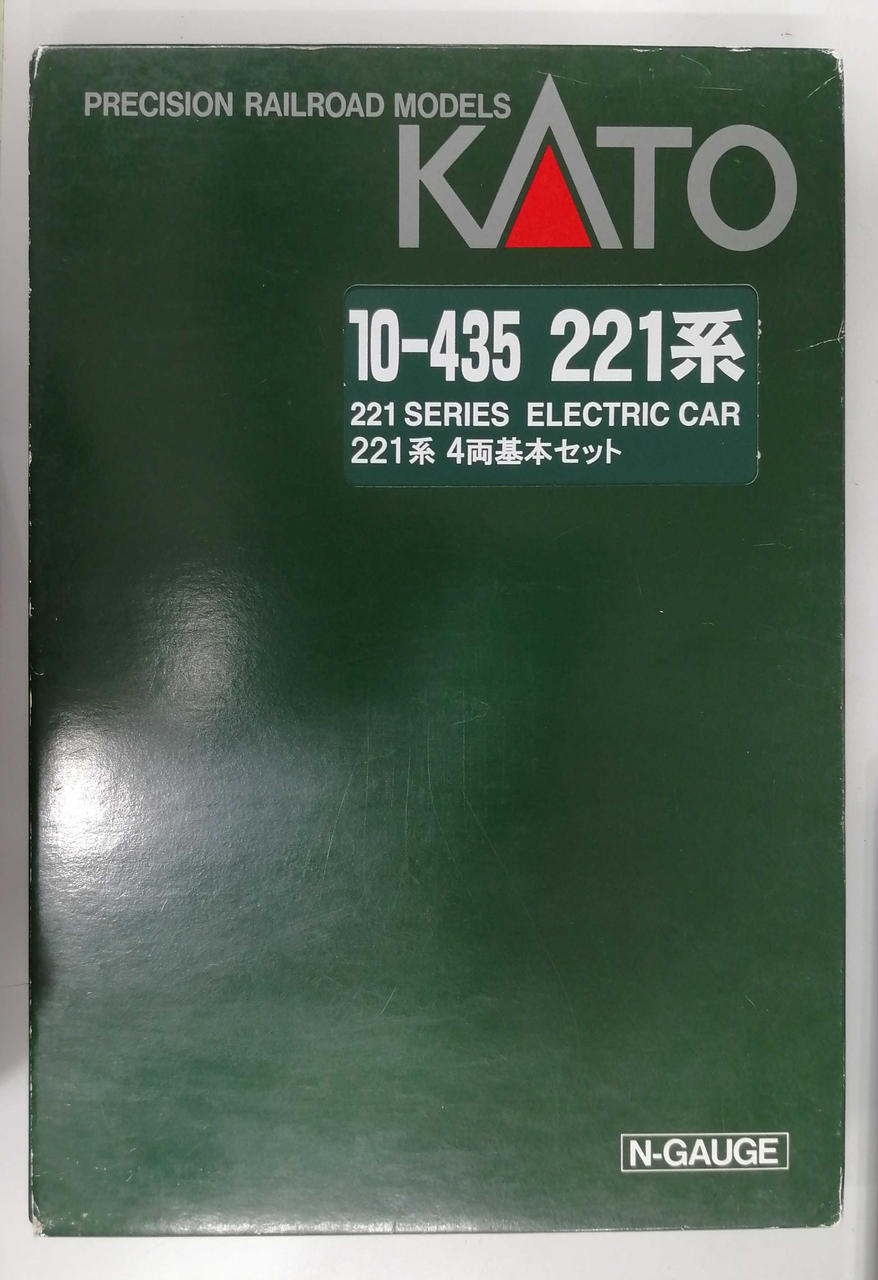 PRECISION RAILROAD MODELS
KATO
10-435 221系
221 SERIES ELECTRIC CAR
221系 4両基本セット
N-GAUGE